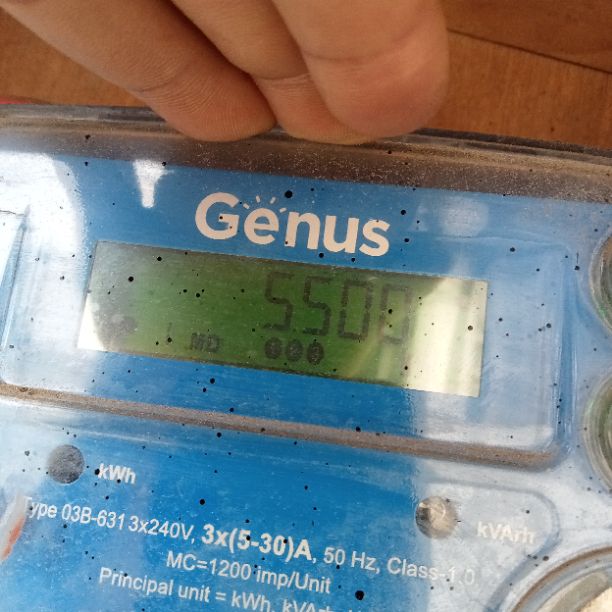 Genus
5500
MD
kWh
Type 03B-631 3x240V, 3x(5-30)A, 50 Hz, Class-1.0
kVArh
MC=1200 imp/Unit
Principal unit = kWh,